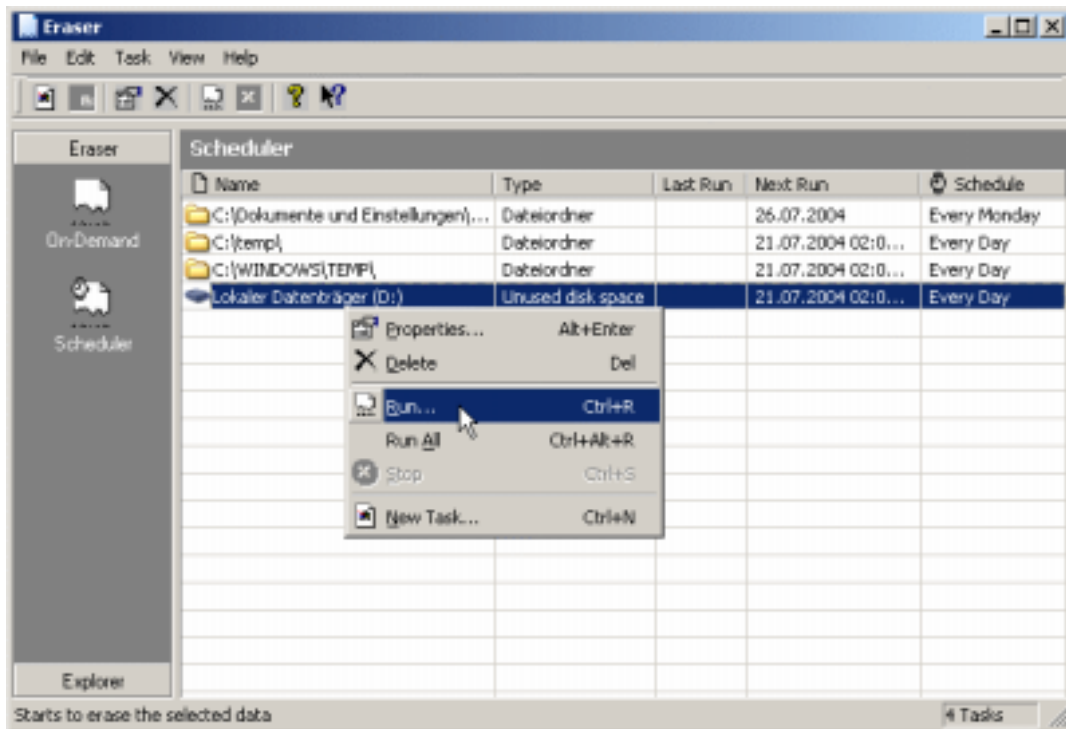 Eraser
File Edit Task View Help
Eraser
On-Demand
Scheduler
Explorer
Scheduler
Name Type Last Run Next Run Schedule
C:\Dokumente und Einstellungen\... Dateiordner 26.07.2004 Every Monday
C:\temp\ Dateiordner 21.07.2004 02:0... Every Day
C:\WINDOWS\TEMP\ Dateiordner 21.07.2004 02:0... Every Day
Lokaler Datenträger (D:) Unused disk space 21.07.2004 02:0... Every Day
Properties... Alt+Enter
Delete Del
Run... Ctrl+R
Run All Ctrl+Alt+R
Stop Ctrl+S
New Task... Ctrl+N
Starts to erase the selected data 4 Tasks